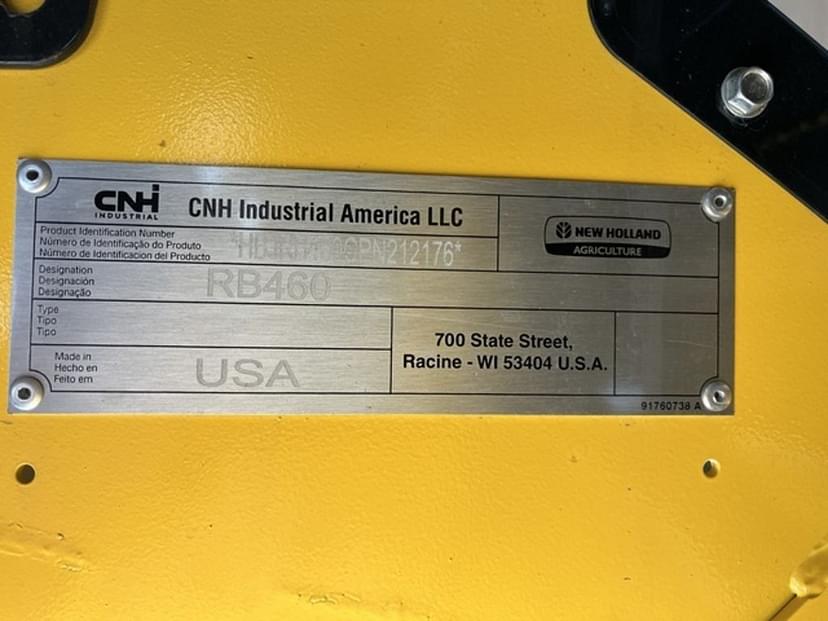 CNHi
INDUSTRIAL
CNH Industrial America LLC
NEW HOLLAND
AGRICULTURE
Product Identification Number
Número de Identificação do Produto
Número de Identificacion del Producto
Designation
Designación
Designação
RB460
Type
Tipo
Tipo
700 State Street,
Racine - WI 53404 U.S.A.
Made in
Hecho en
Feito em
USA
91760738 A